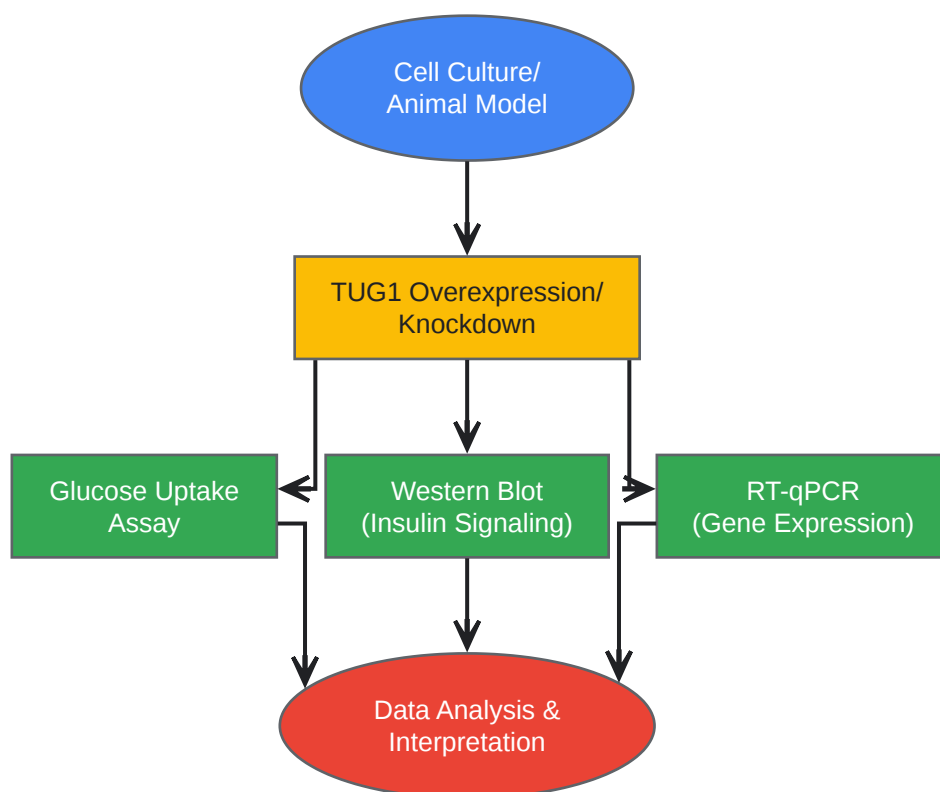 Cell Culture/
Animal Model
TUG1 Overexpression/
Knockdown
Glucose Uptake
Assay
Western Blot
(Insulin Signaling)
RT-qPCR
(Gene Expression)
Data Analysis &
Interpretation